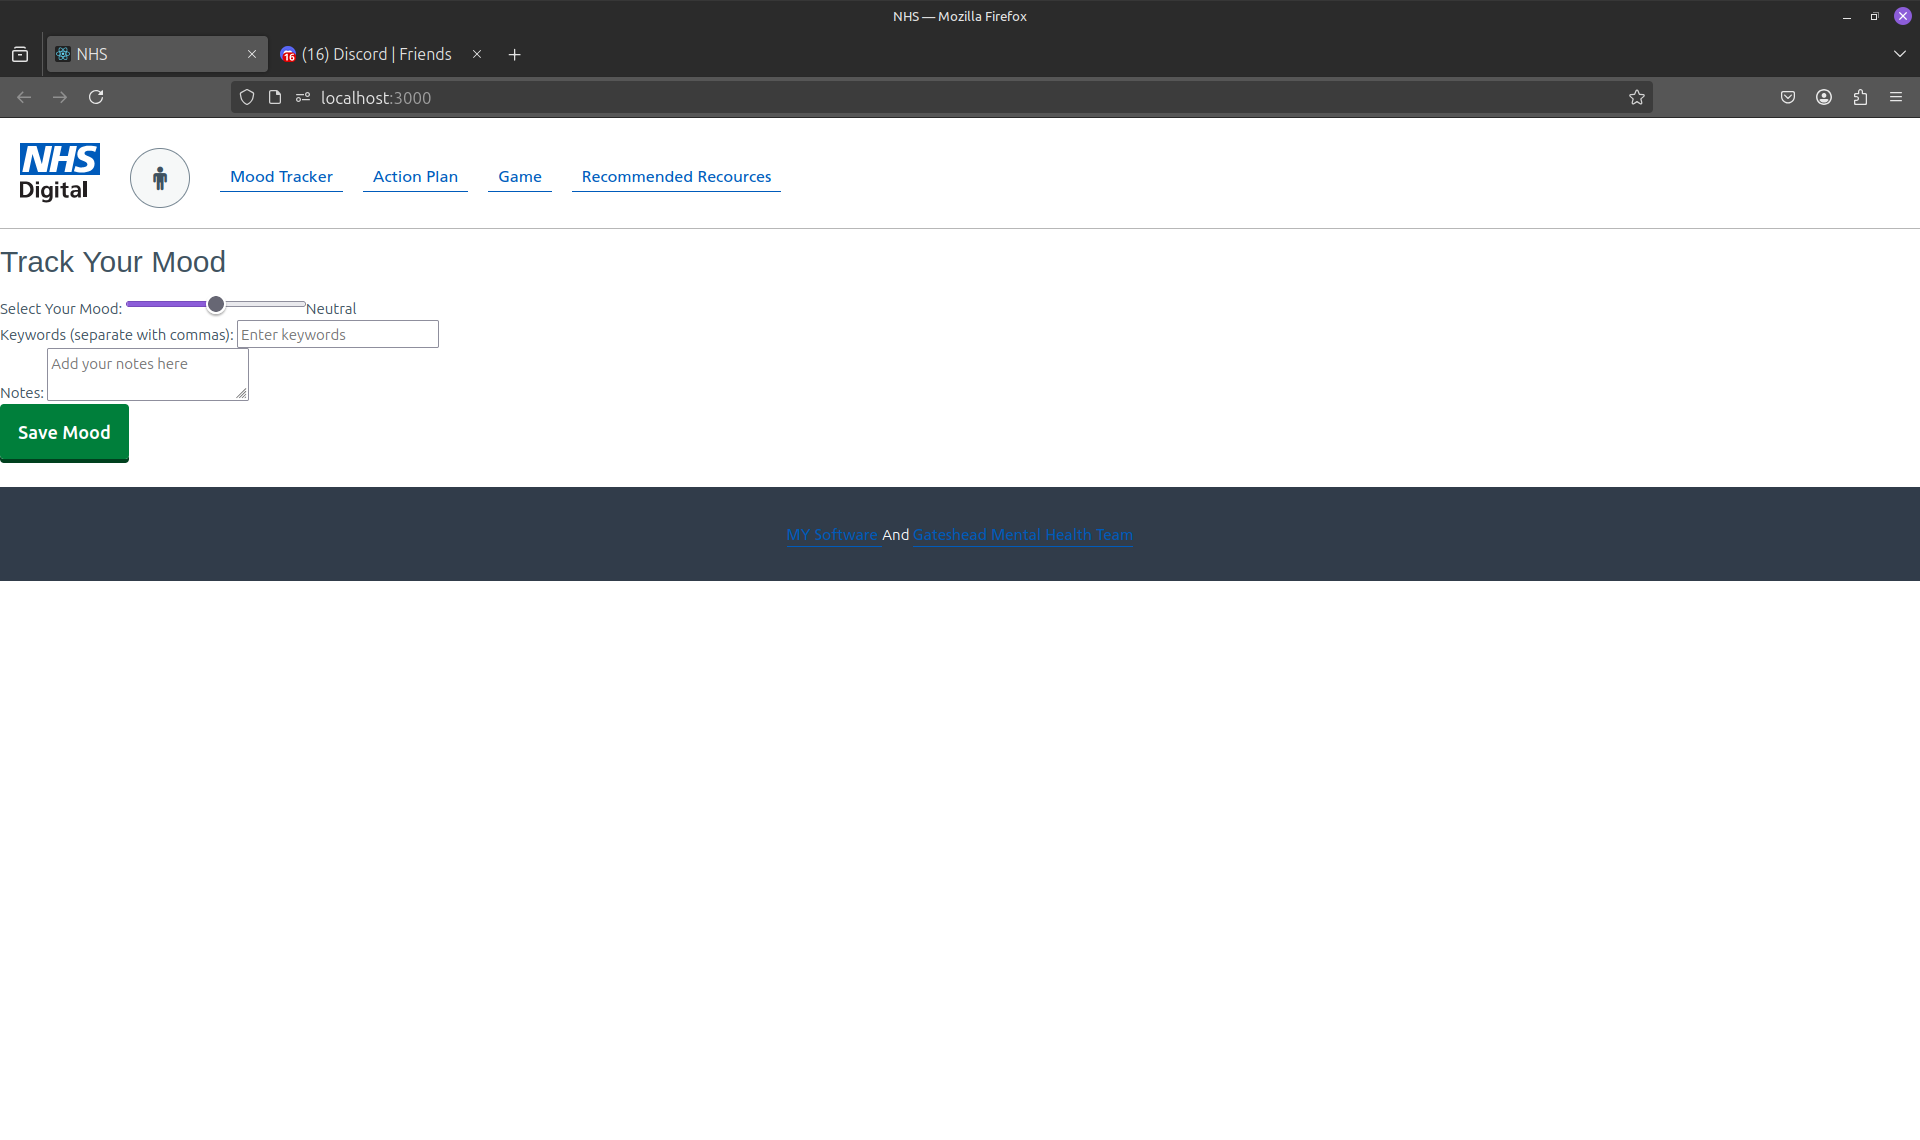 NHS — Mozilla Firefox
NHS
(16) Discord | Friends
localhost:3000
NHS
Digital
Mood Tracker
Action Plan
Game
Recommended Recources
Track Your Mood
Select Your Mood: Neutral
Keywords (separate with commas): Enter keywords
Add your notes here
Notes:
Save Mood
MY Software And Gateshead Mental Health Team